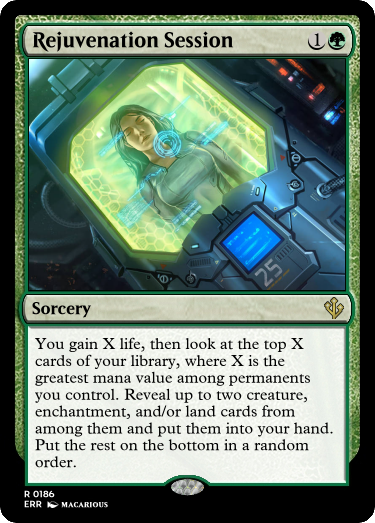 Rejuvenation Session 1
25
Sorcery
You gain X life, then look at the top X
cards of your library, where X is the
greatest mana value among permanents
you control. Reveal up to two creature,
enchantment, and/or land cards from
among them and put them into your hand.
Put the rest on the bottom in a random
order.
R 0186
ERR MACARIOUS